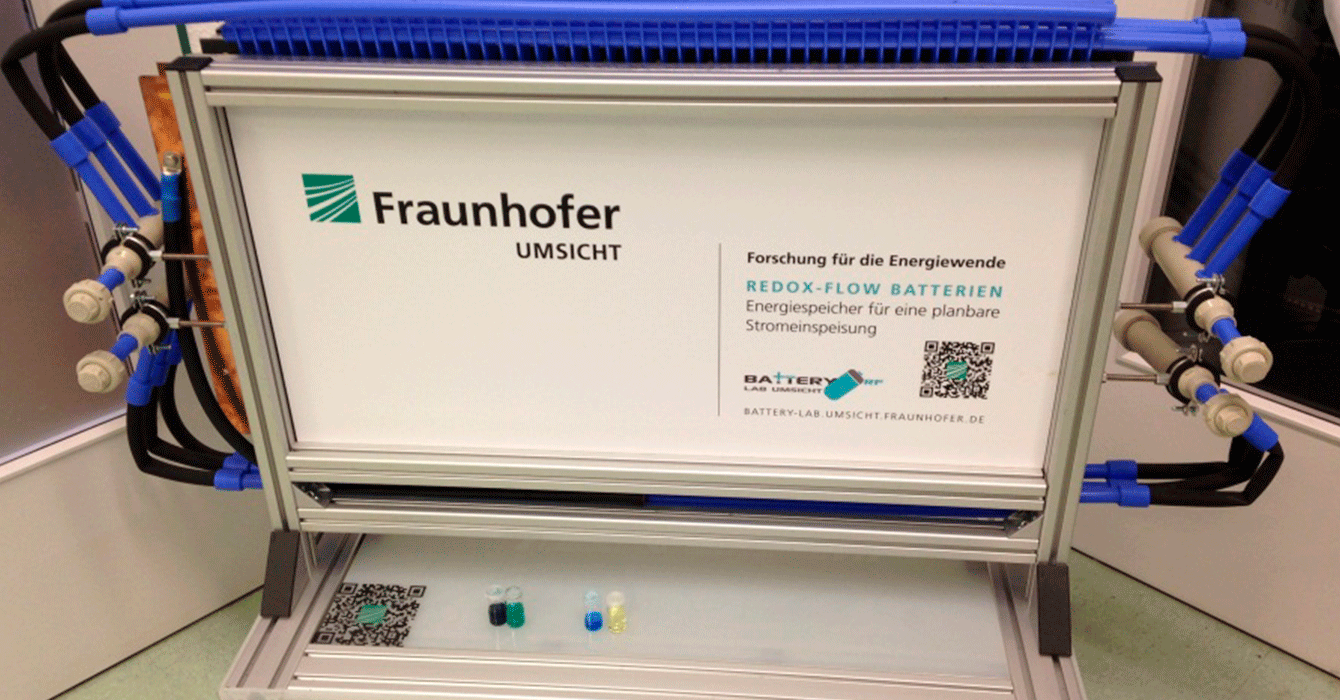 Fraunhofer
UMSICHT
Forschung für die Energiewende
REDOX-FLOW BATTERIEN
Energiespeicher für eine planbare
Stromeinspeisung
BATTERY
LAB UMSICHT
RF
BATTERY-LAB.UMSICHT.FRAUNHOFER.DE